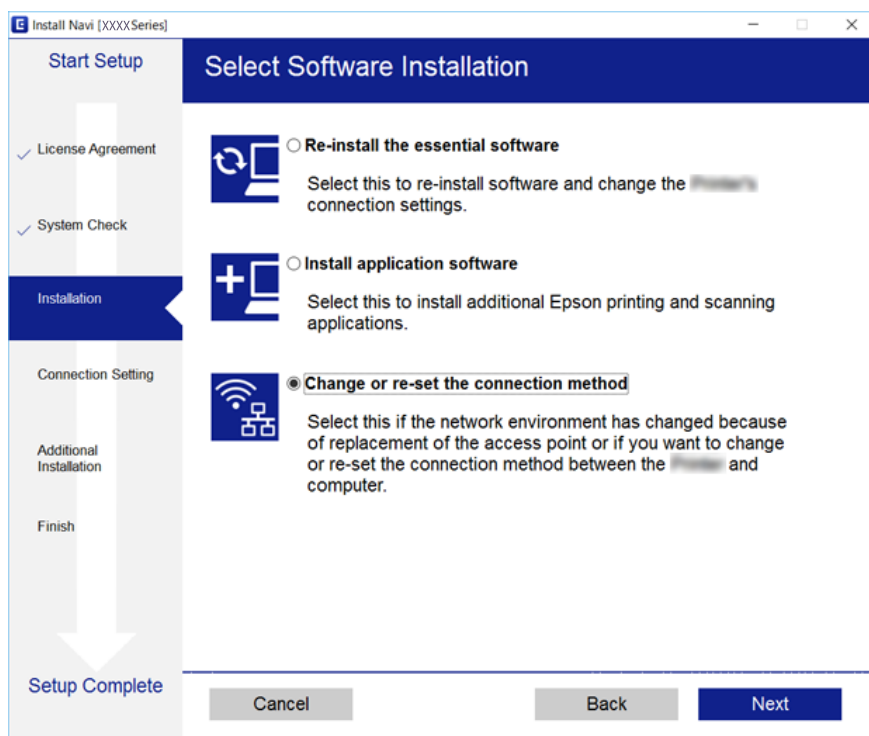 Install Navi [XXXXSeries]
Start Setup
License Agreement
System Check
Installation
Connection Setting
Additional
Installation
Finish
Setup Complete
Select Software Installation
Re-install the essential software
Select this to re-install software and change the
connection settings.
Install application software
Select this to install additional Epson printing and scanning
applications.
Change or re-set the connection method
Select this if the network environment has changed because
of replacement of the access point or if you want to change
or re-set the connection method between the and
computer.
Cancel
Back
Next